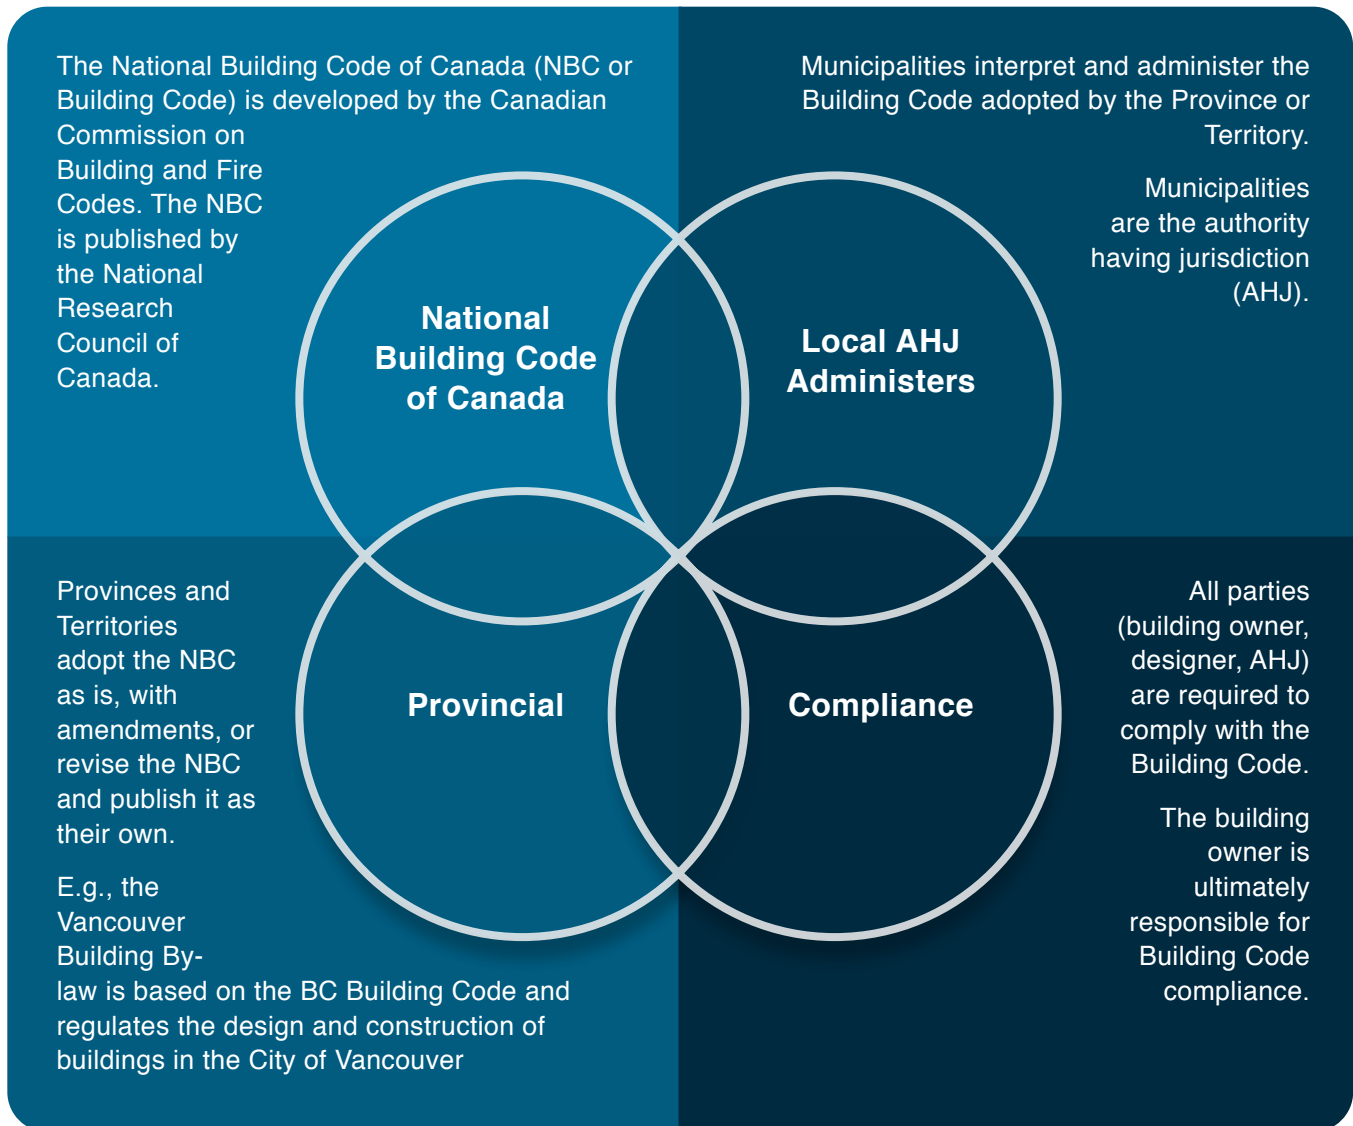 The National Building Code of Canada (NBC or
Building Code) is developed by the Canadian
Commission on
Building and Fire
Codes. The NBC
is published by
the National
Research
Council of
Canada.
Municipalities interpret and administer the
Building Code adopted by the Province or
Territory.
Municipalities
are the authority
having jurisdiction
(AHJ).
National
Building Code
of Canada
Local AHJ
Administers
Provinces and
Territories
adopt the NBC
as is, with
amendments, or
revise the NBC
and publish it as
their own.
E.g., the
Vancouver
Building By-
law is based on the BC Building Code and
regulates the design and construction of
buildings in the City of Vancouver
Provincial
Compliance
All parties
(building owner,
designer, AHJ)
are required to
comply with the
Building Code.
The building
owner is
ultimately
responsible for
Building Code
compliance.